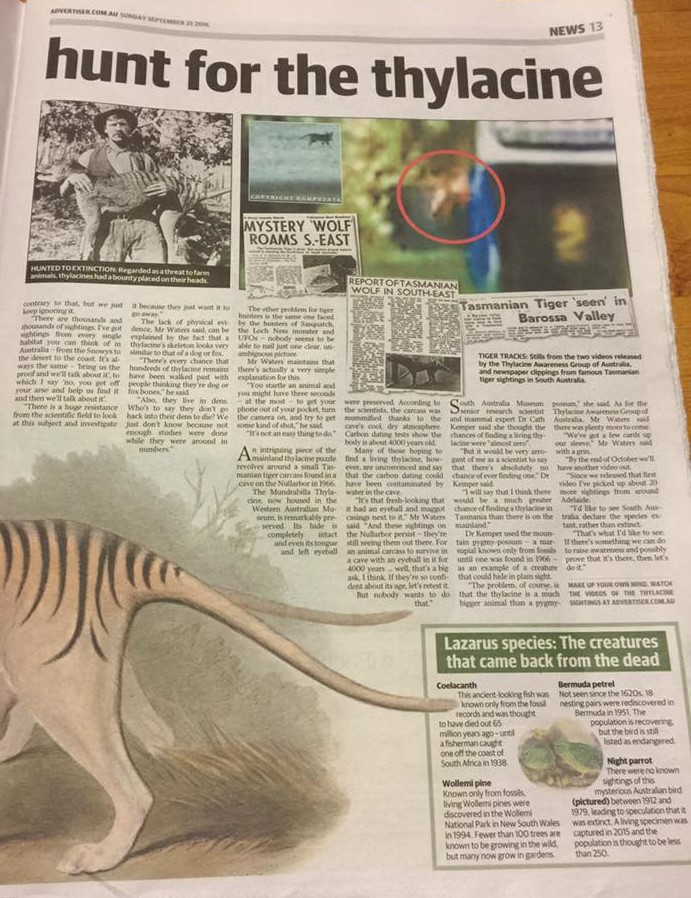 ADVERTISER.COM.AU SUNDAY SEPTEMBER 25 2016
NEWS 13
hunt for the thylacine
HUNTED TO EXTINCTION: Regarded as a threat to farm
animals, thylacines had a bounty placed on their heads.
MYSTERY 'WOLF'
ROAMS S.-EAST
REPORT OF TASMANIAN
WOLF IN SOUTH-EAST
Tasmanian Tiger 'seen' in
Barossa Valley
TIGER TRACKS: Stills from the two videos released
by the Thylacine Awareness Group of Australia,
and newspaper clippings from famous Tasmanian
tiger sightings in South Australia.
contrary to that, but we just
keep ignoring it.
"There are thousands and
thousands of sightings. I've got
sightings from every single
habitat you can think of in
Australia – from the Snowys to
the desert to the coast. It's al-
ways the same – 'bring us the
proof and we'll talk about it', to
which I say 'no, you get off
your arse and help us find it
and then we'll talk about it'.
"There is a huge resistance
from the scientific field to look
at this subject and investigate
it because they just want it to
go away."
The lack of physical evi-
dence, Mr Waters said, can be
explained by the fact that a
thylacine's skeleton looks very
similar to that of a dog or fox.
"There's every chance that
hundreds of thylacine remains
have been walked past with
people thinking they're dog or
fox bones," he said.
"Also, they live in dens.
Who's to say they don't go
back into their dens to die? We
just don't know because not
enough studies were done
while they were around in
numbers."
The other problem for tiger
hunters is the same one faced
by the hunters of Sasquatch,
the Loch Ness monster and
UFOs – nobody seems to be
able to nail just one clear, un-
ambiguous picture.
Mr Waters maintains that
there's actually a very simple
explanation for this.
"You startle an animal and
you might have three seconds
– at the most – to get your
phone out of your pocket, turn
the camera on, and try to get
some kind of shot," he said.
"It's not an easy thing to do."
An intriguing piece of the
mainland thylacine puzzle
revolves around a small Tas-
manian tiger carcass found in a
cave on the Nullarbor in 1966.
The Mundrabilla Thyla-
cine, now housed in the
Western Australian Mu-
seum, is remarkably pre-
served. Its hide is
completely intact
and even its tongue
and left eyeball
were preserved. According to
the scientists, the carcass was
mummified thanks to the
cave's cool, dry atmosphere.
Carbon dating tests show the
body is about 4000 years old.
Many of those hoping to
find a living thylacine, how-
ever, are unconvinced and say
that the carbon dating could
have been contaminated by
water in the cave.
"It's that fresh-looking that
it had an eyeball and maggot
casings next to it," Mr Waters
said. "And these sightings on
the Nullarbor persist – they're
still seeing them out there. For
an animal carcass to survive in
a cave with an eyeball in it for
4000 years ... well, that's a big
ask, I think. If they're so confi-
dent about its age, let's retest it.
But nobody wants to do
that."
South Australia Museum
senior research scientist
and mammal expert Dr Cath
Kemper said she thought the
chances of finding a living thy-
lacine were "almost zero".
"But it would be very arro-
gant of me as a scientist to say
that there's absolutely no
chance of ever finding one," Dr
Kemper said.
"I will say that I think there
would be a much greater
chance of finding a thylacine in
Tasmania than there is on the
mainland."
Dr Kemper used the moun-
tain pygmy-possum – a mar-
supial known only from fossils
until one was found in 1966 –
as an example of a creature
that could hide in plain sight.
"The problem, of course, is
that the thylacine is a much
bigger animal than a pygmy-
possum," she said. As for the
Thylacine Awareness Group of
Australia, Mr Waters said
there was plenty more to come.
"We've got a few cards up
our sleeve," Mr Waters said
with a grin.
"By the end of October we'll
have another video out.
"Since we released that first
video I've picked up about 20
more sightings from around
Adelaide.
"I'd like to see South Aus-
tralia declare the species ex-
tant, rather than extinct.
"That's what I'd like to see.
If there's something we can do
to raise awareness and possibly
prove that it's there, then let's
do it."
MAKE UP YOUR OWN MIND. WATCH
THE VIDEOS OF THE THYLACINE
SIGHTINGS AT ADVERTISER.COM.AU
Lazarus species: The creatures
that came back from the dead
Coelacanth
This ancient-looking fish was
known only from the fossil
records and was thought
to have died out 65
million years ago – until
a fisherman caught
one off the coast of
South Africa in 1938.
Wollemi pine
Known only from fossils,
living Wollemi pines were
discovered in the Wollemi
National Park in New South Wales
in 1994. Fewer than 100 trees are
known to be growing in the wild,
but many now grow in gardens.
Bermuda petrel
Not seen since the 1620s, 18
nesting pairs were rediscovered in
Bermuda in 1951. The
population is recovering,
but the bird is still
listed as endangered.
Night parrot
There were no known
sightings of this
mysterious Australian bird
(pictured) between 1912 and
1979, leading to speculation that it
was extinct. A living specimen was
captured in 2015 and the
population is thought to be less
than 250.